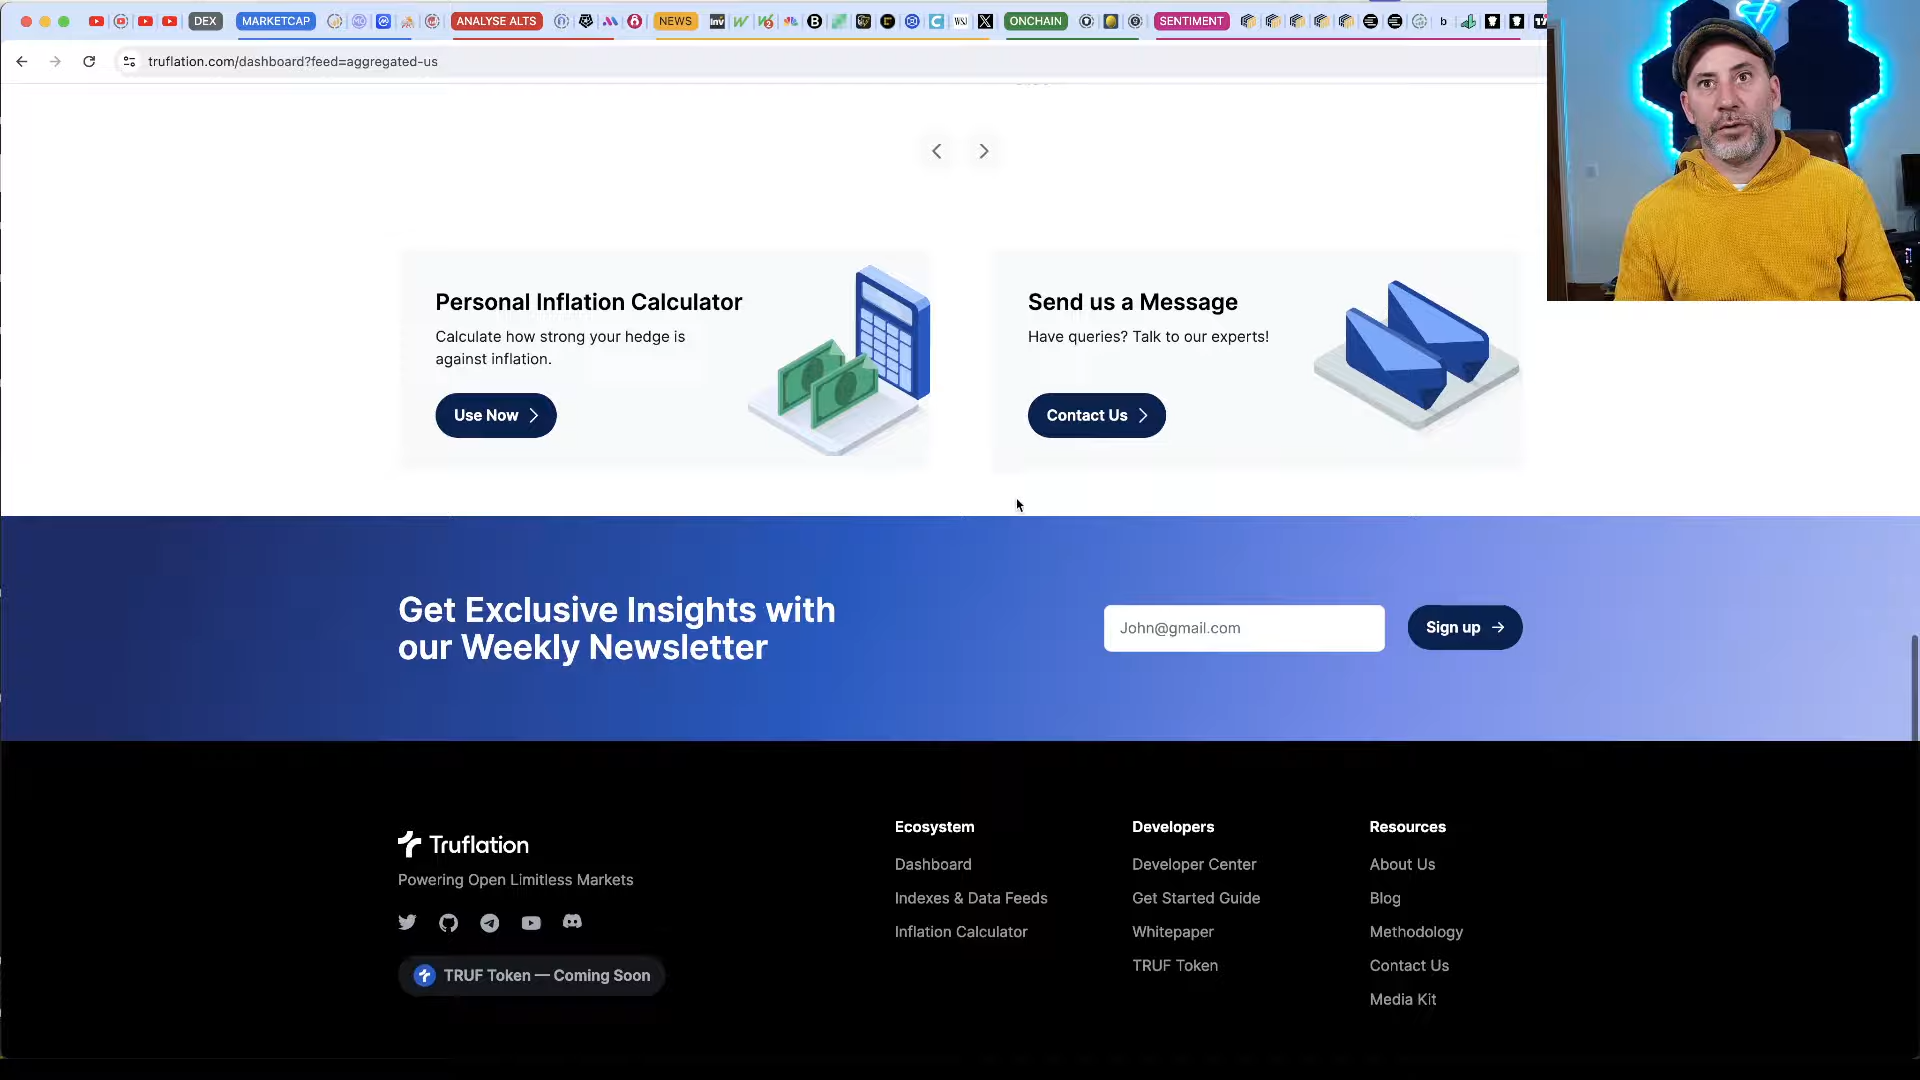 DEX
MARKETCAP
ANALYSE ALTS
NEWS
ONCHAIN
SENTIMENT
truflation.com/dashboard?feed=aggregated-us
Personal Inflation Calculator
Calculate how strong your hedge is
against inflation.
Use Now
Send us a Message
Have queries? Talk to our experts!
Contact Us
Get Exclusive Insights with
our Weekly Newsletter
John@gmail.com
Sign up
Truflation
Powering Open Limitless Markets
TRUF Token — Coming Soon
Ecosystem
Dashboard
Indexes & Data Feeds
Inflation Calculator
Developers
Developer Center
Get Started Guide
Whitepaper
TRUF Token
Resources
About Us
Blog
Methodology
Contact Us
Media Kit